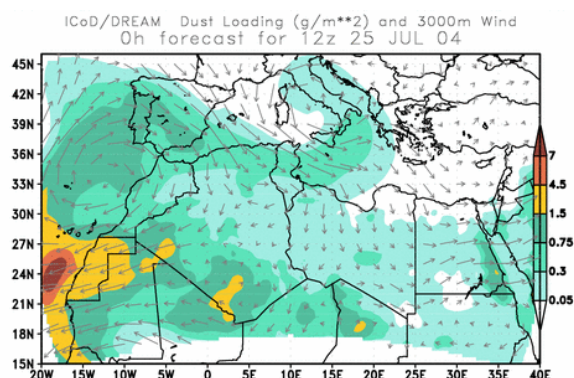 ICoD/DREAM Dust Loading (g/m**2) and 3000m Wind
0h forecast for 12z 25 JUL 04
45N
42N
39N
36N
33N
30N
27N
24N
21N
18N
15N
20W 15W 10W 5W 0 5E 10E 15E 20E 25E 30E 35E 40E
7
4.5
1.5
0.75
0.3
0.05